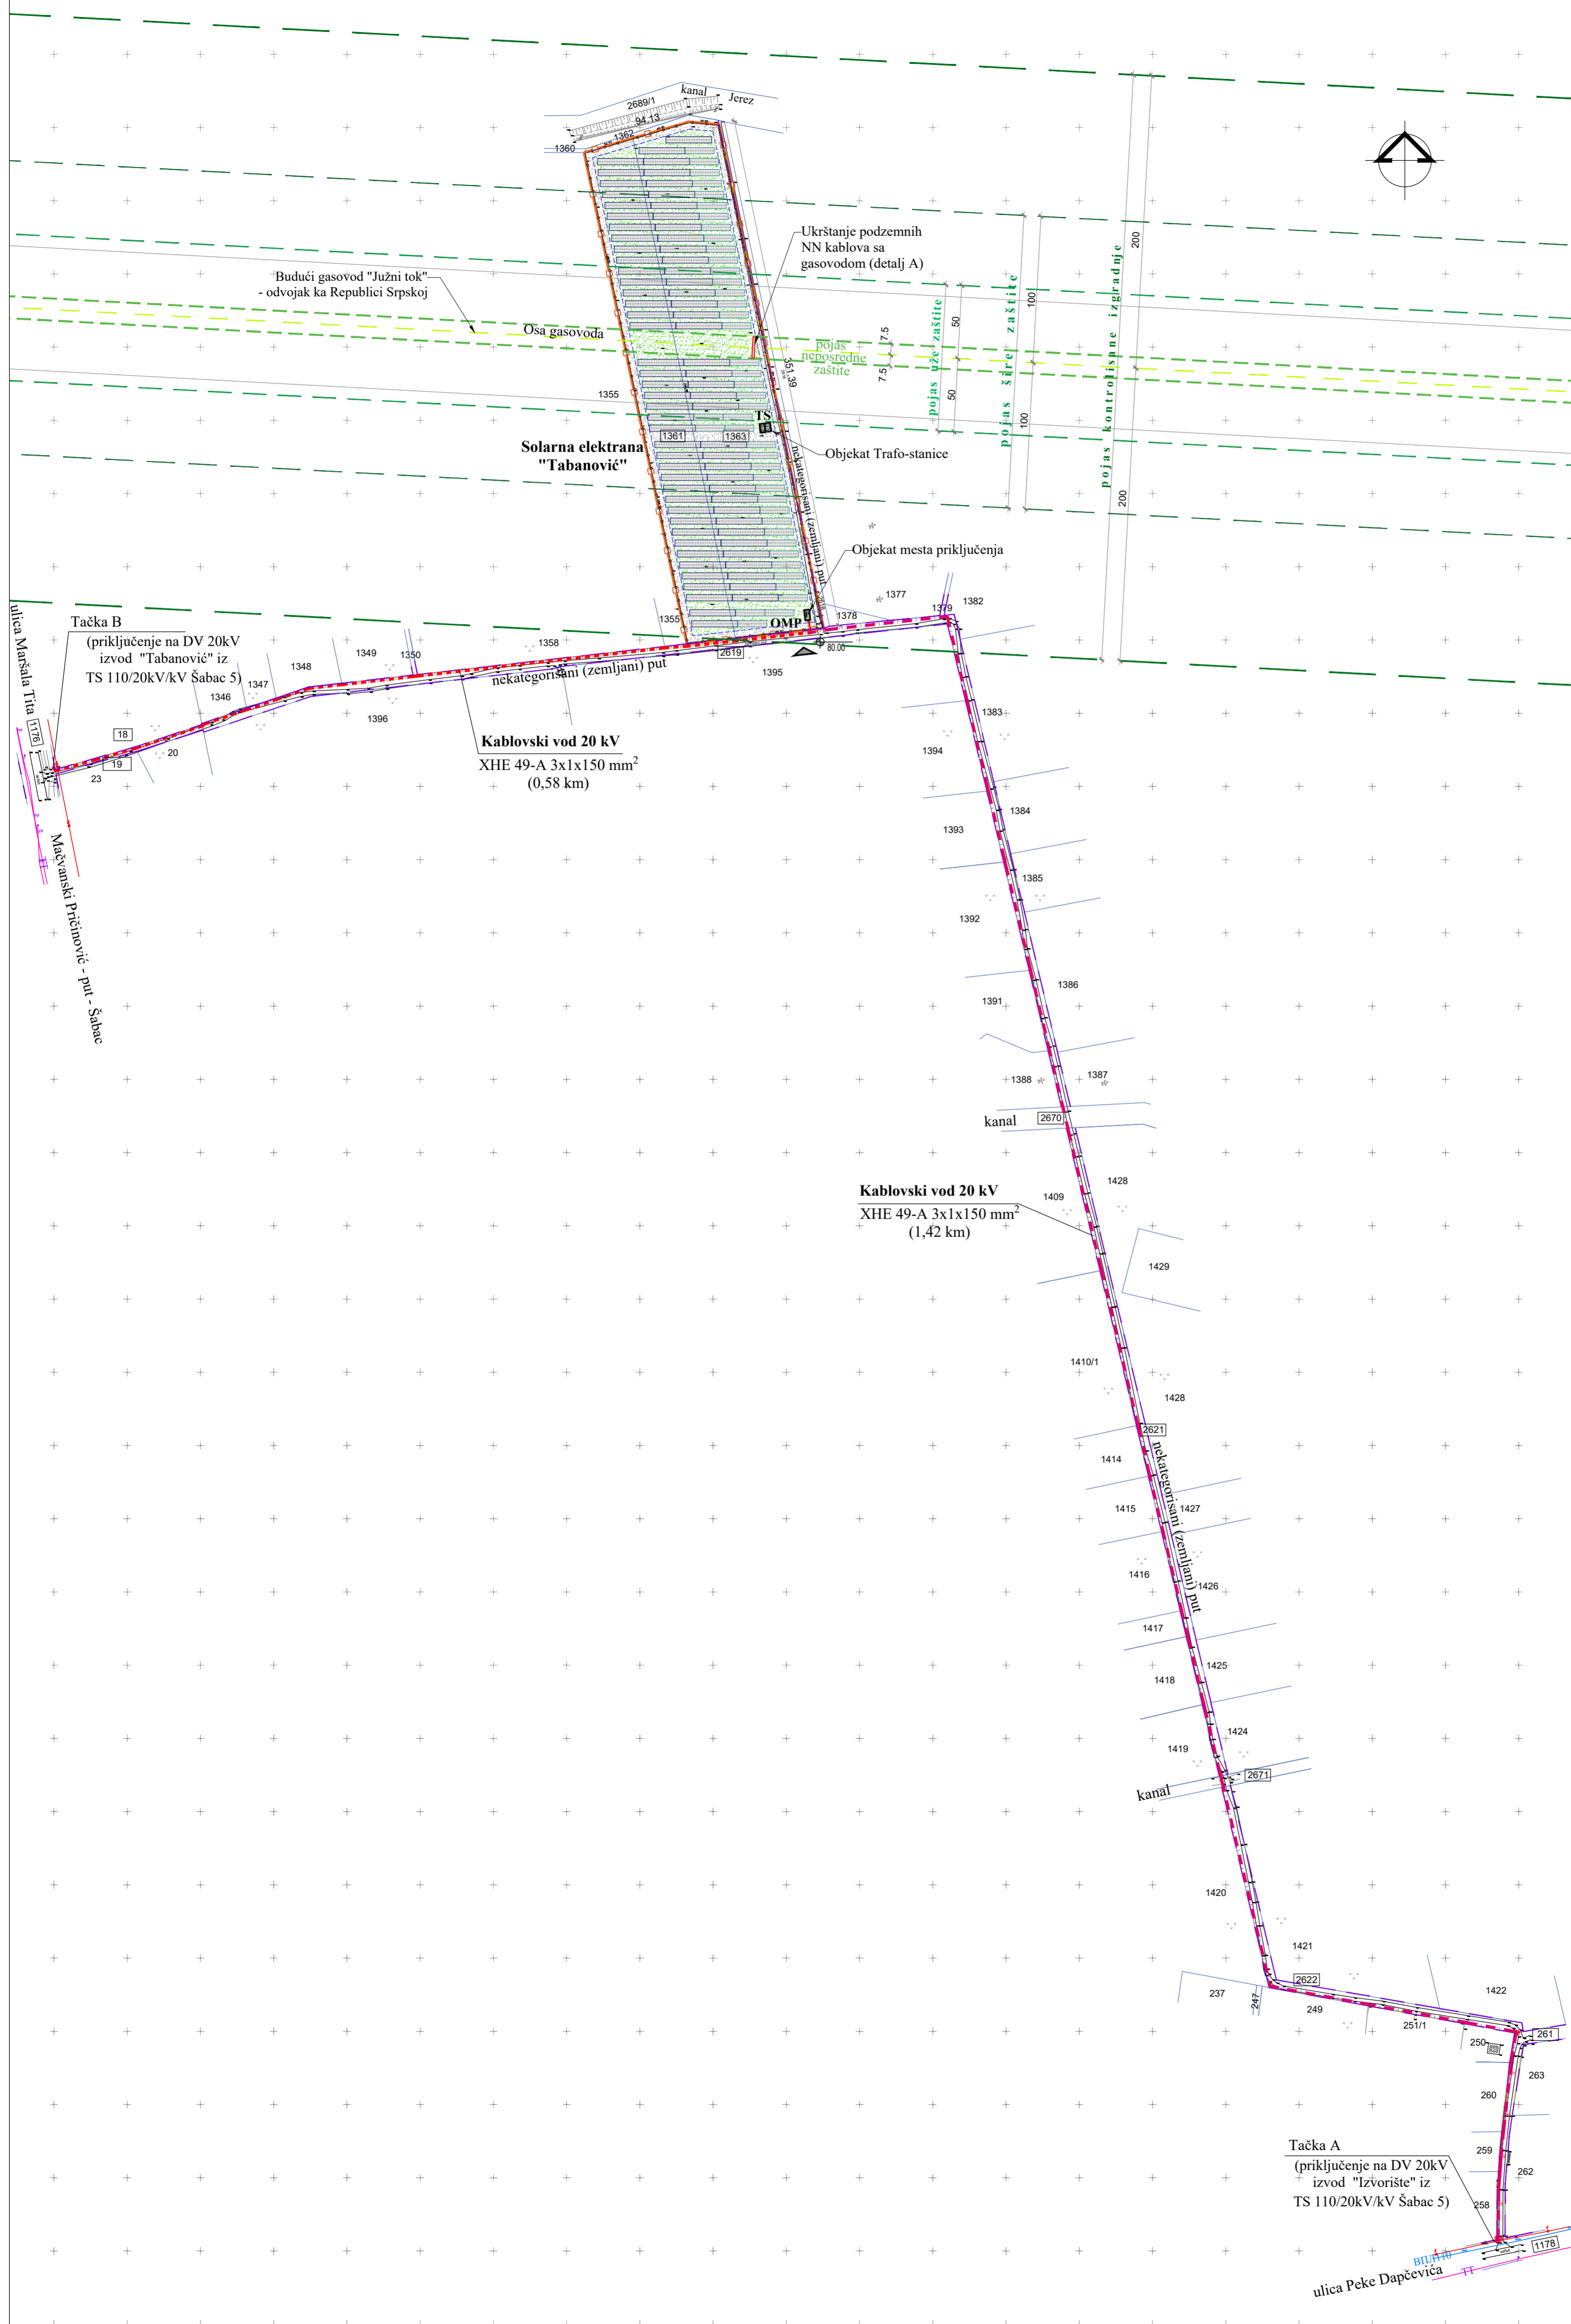 kanal
Jerez
2689/1
94.13
1362
1360
Ukrštanje podzemnih
NN kablova sa
gasovodom (detalj A)
Budući gasovod "Južni tok"
- odvojak ka Republici Srpskoj
Osa gasovoda
pojas
neposredne
zaštite
7.5
7.5
351.39
pojas uže zaštite
50
50
pojas šire zaštite
100
100
pojas kontrolisane izgradnje
200
200
1355
TS
1361
1363
Solarna elektrana
"Tabanović"
Objekat Trafo-stanice
nekategorisani (zemljani) put
Objekat mesta priključenja
OMP
80.00
1377
1378
1379
1382
1355
2619
1395
ulica Maršala Tita
1176
Tačka B
(priključenje na DV 20kV
izvod "Tabanović" iz
TS 110/20kV/kV Šabac 5)
1346
1347
1348
1349
1350
1358
nekategorisani (zemljani) put
1396
18
20
19
23
Mačvanski Pričinović - put - Šabac
Kablovski vod 20 kV
XHE 49-A 3x1x150 mm²
(0,58 km)
1383
1394
1384
1393
1385
1392
1386
1391
1388
1387
kanal
2670
1428
1409
Kablovski vod 20 kV
XHE 49-A 3x1x150 mm²
(1,42 km)
1429
1410/1
1428
2621
nekategorisani (zemljani) put
1414
1415
1427
1416
1426
1417
1425
1418
1424
1419
2671
kanal
1420
1421
2622
237
247
249
251/1
1422
250
261
263
260
259
262
258
Tačka A
(priključenje na DV 20kV
izvod "Izvorište" iz
TS 110/20kV/kV Šabac 5)
1178
TT
ulica Peke Dapčevića